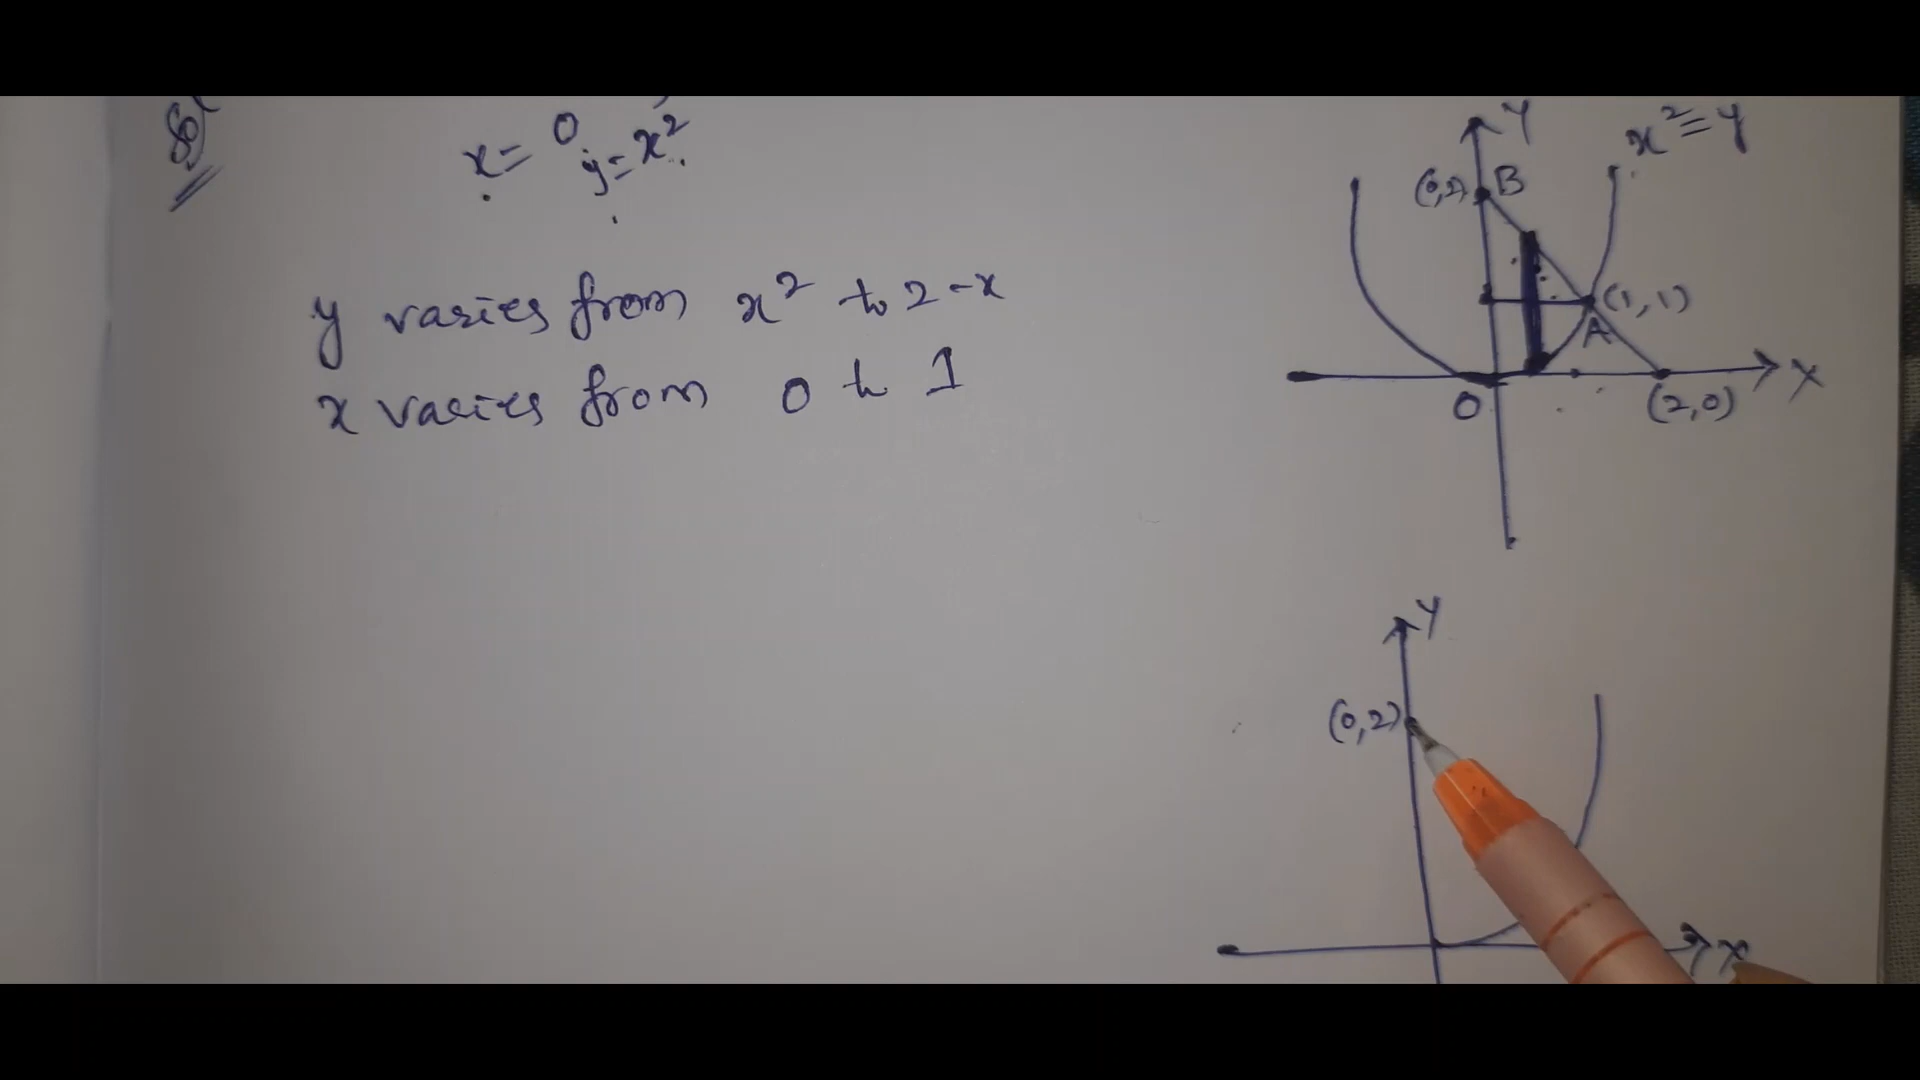 Sol
x = 0
y = x²
y varies from x² to 2-x
x varies from 0 to 1
Y
x² = y
(0,2) B
(1,1)
A
X
O
(2,0)
Y
(0,2)
X